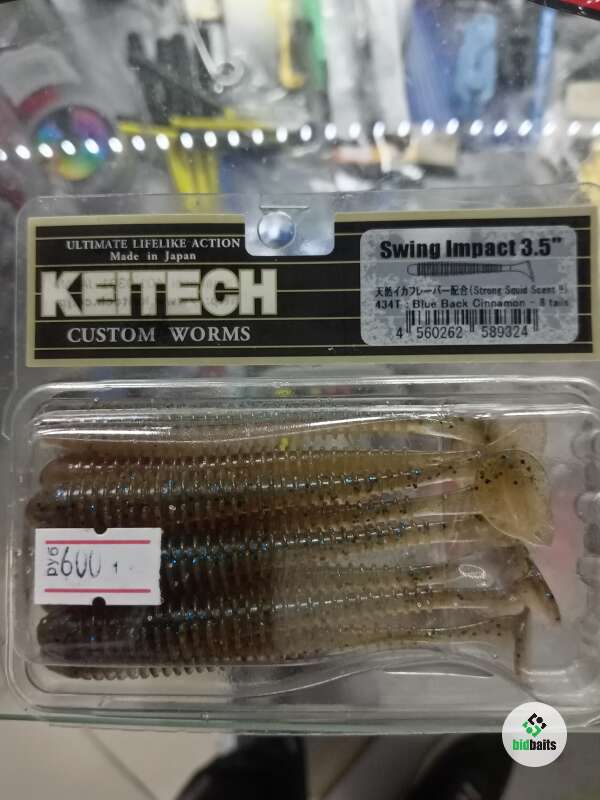 ULTIMATE LIFELIKE ACTION
Made in Japan
KEITECH
CUSTOM WORMS
Swing Impact 3.5"
天然イカフレーバー配合(Strong Squid Scent !!)
434T : Blue Back Cinnamon - 8 tails
4 560262 589324
руб 600
bidbaits